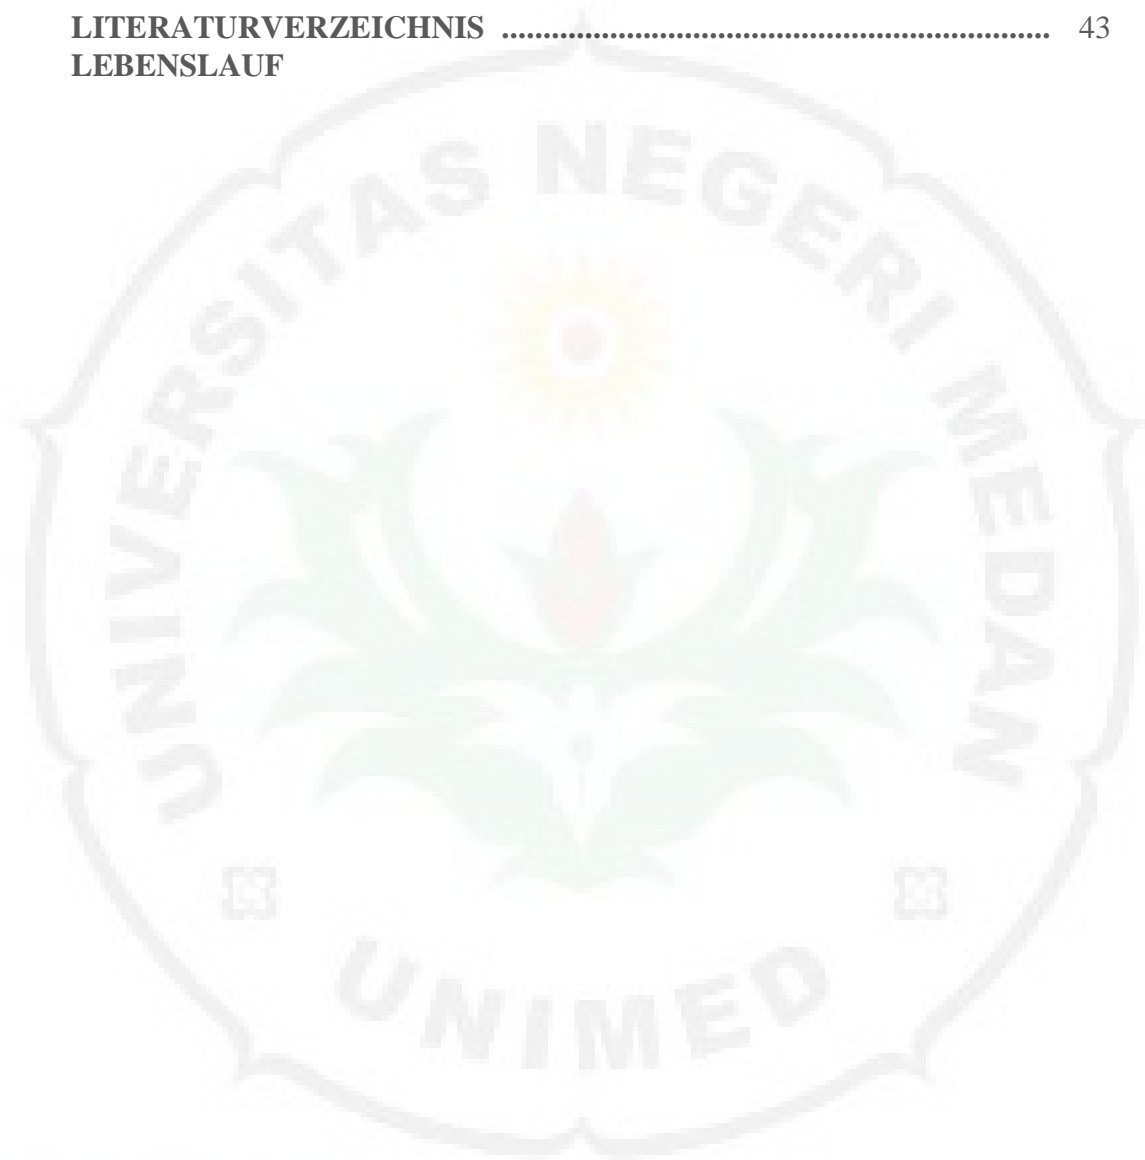 LITERATURVERZEICHNIS .................................................................... 43
LEBENSLAUF
UNIVERSITAS NEGERI MEDAN
UNIMED